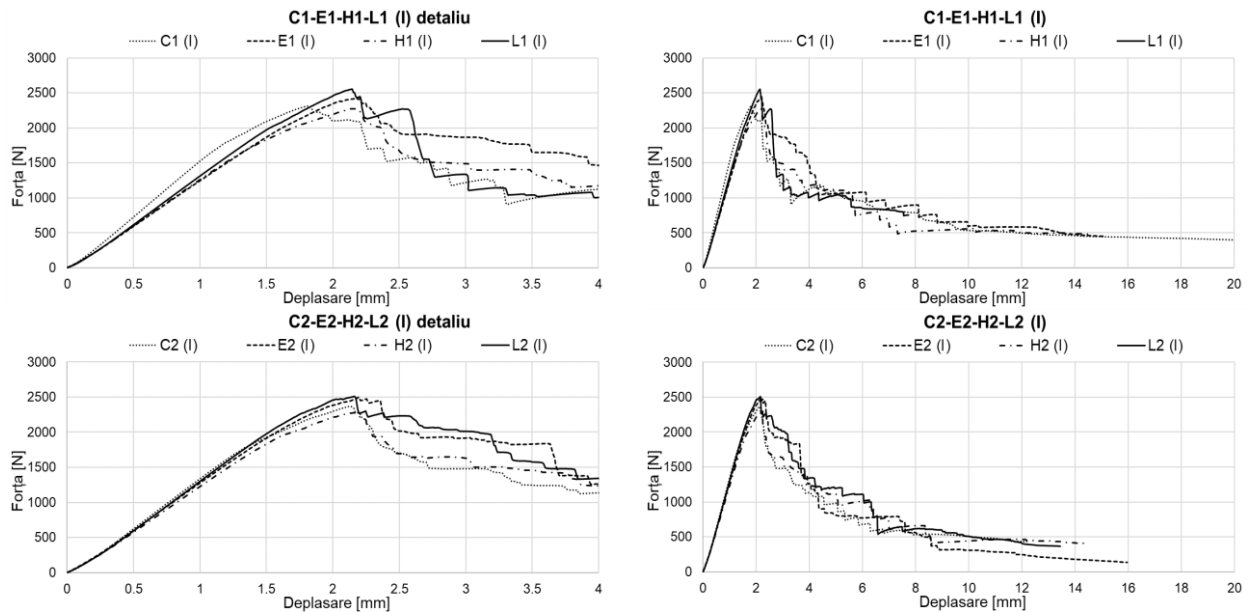 C1-E1-H1-L1 (I) detaliu
C1 (I) E1 (I) H1 (I) L1 (I)
Forța [N]
3000
2500
2000
1500
1000
500
0
0 0.5 1 1.5 2 2.5 3 3.5 4
Deplasare [mm]
C1-E1-H1-L1 (I)
C1 (I) E1 (I) H1 (I) L1 (I)
Forța [N]
3000
2500
2000
1500
1000
500
0
0 2 4 6 8 10 12 14 16 18 20
Deplasare [mm]
C2-E2-H2-L2 (I) detaliu
C2 (I) E2 (I) H2 (I) L2 (I)
Forța [N]
3000
2500
2000
1500
1000
500
0
0 0.5 1 1.5 2 2.5 3 3.5 4
Deplasare [mm]
C2-E2-H2-L2 (I)
C2 (I) E2 (I) H2 (I) L2 (I)
Forța [N]
3000
2500
2000
1500
1000
500
0
0 2 4 6 8 10 12 14 16 18 20
Deplasare [mm]